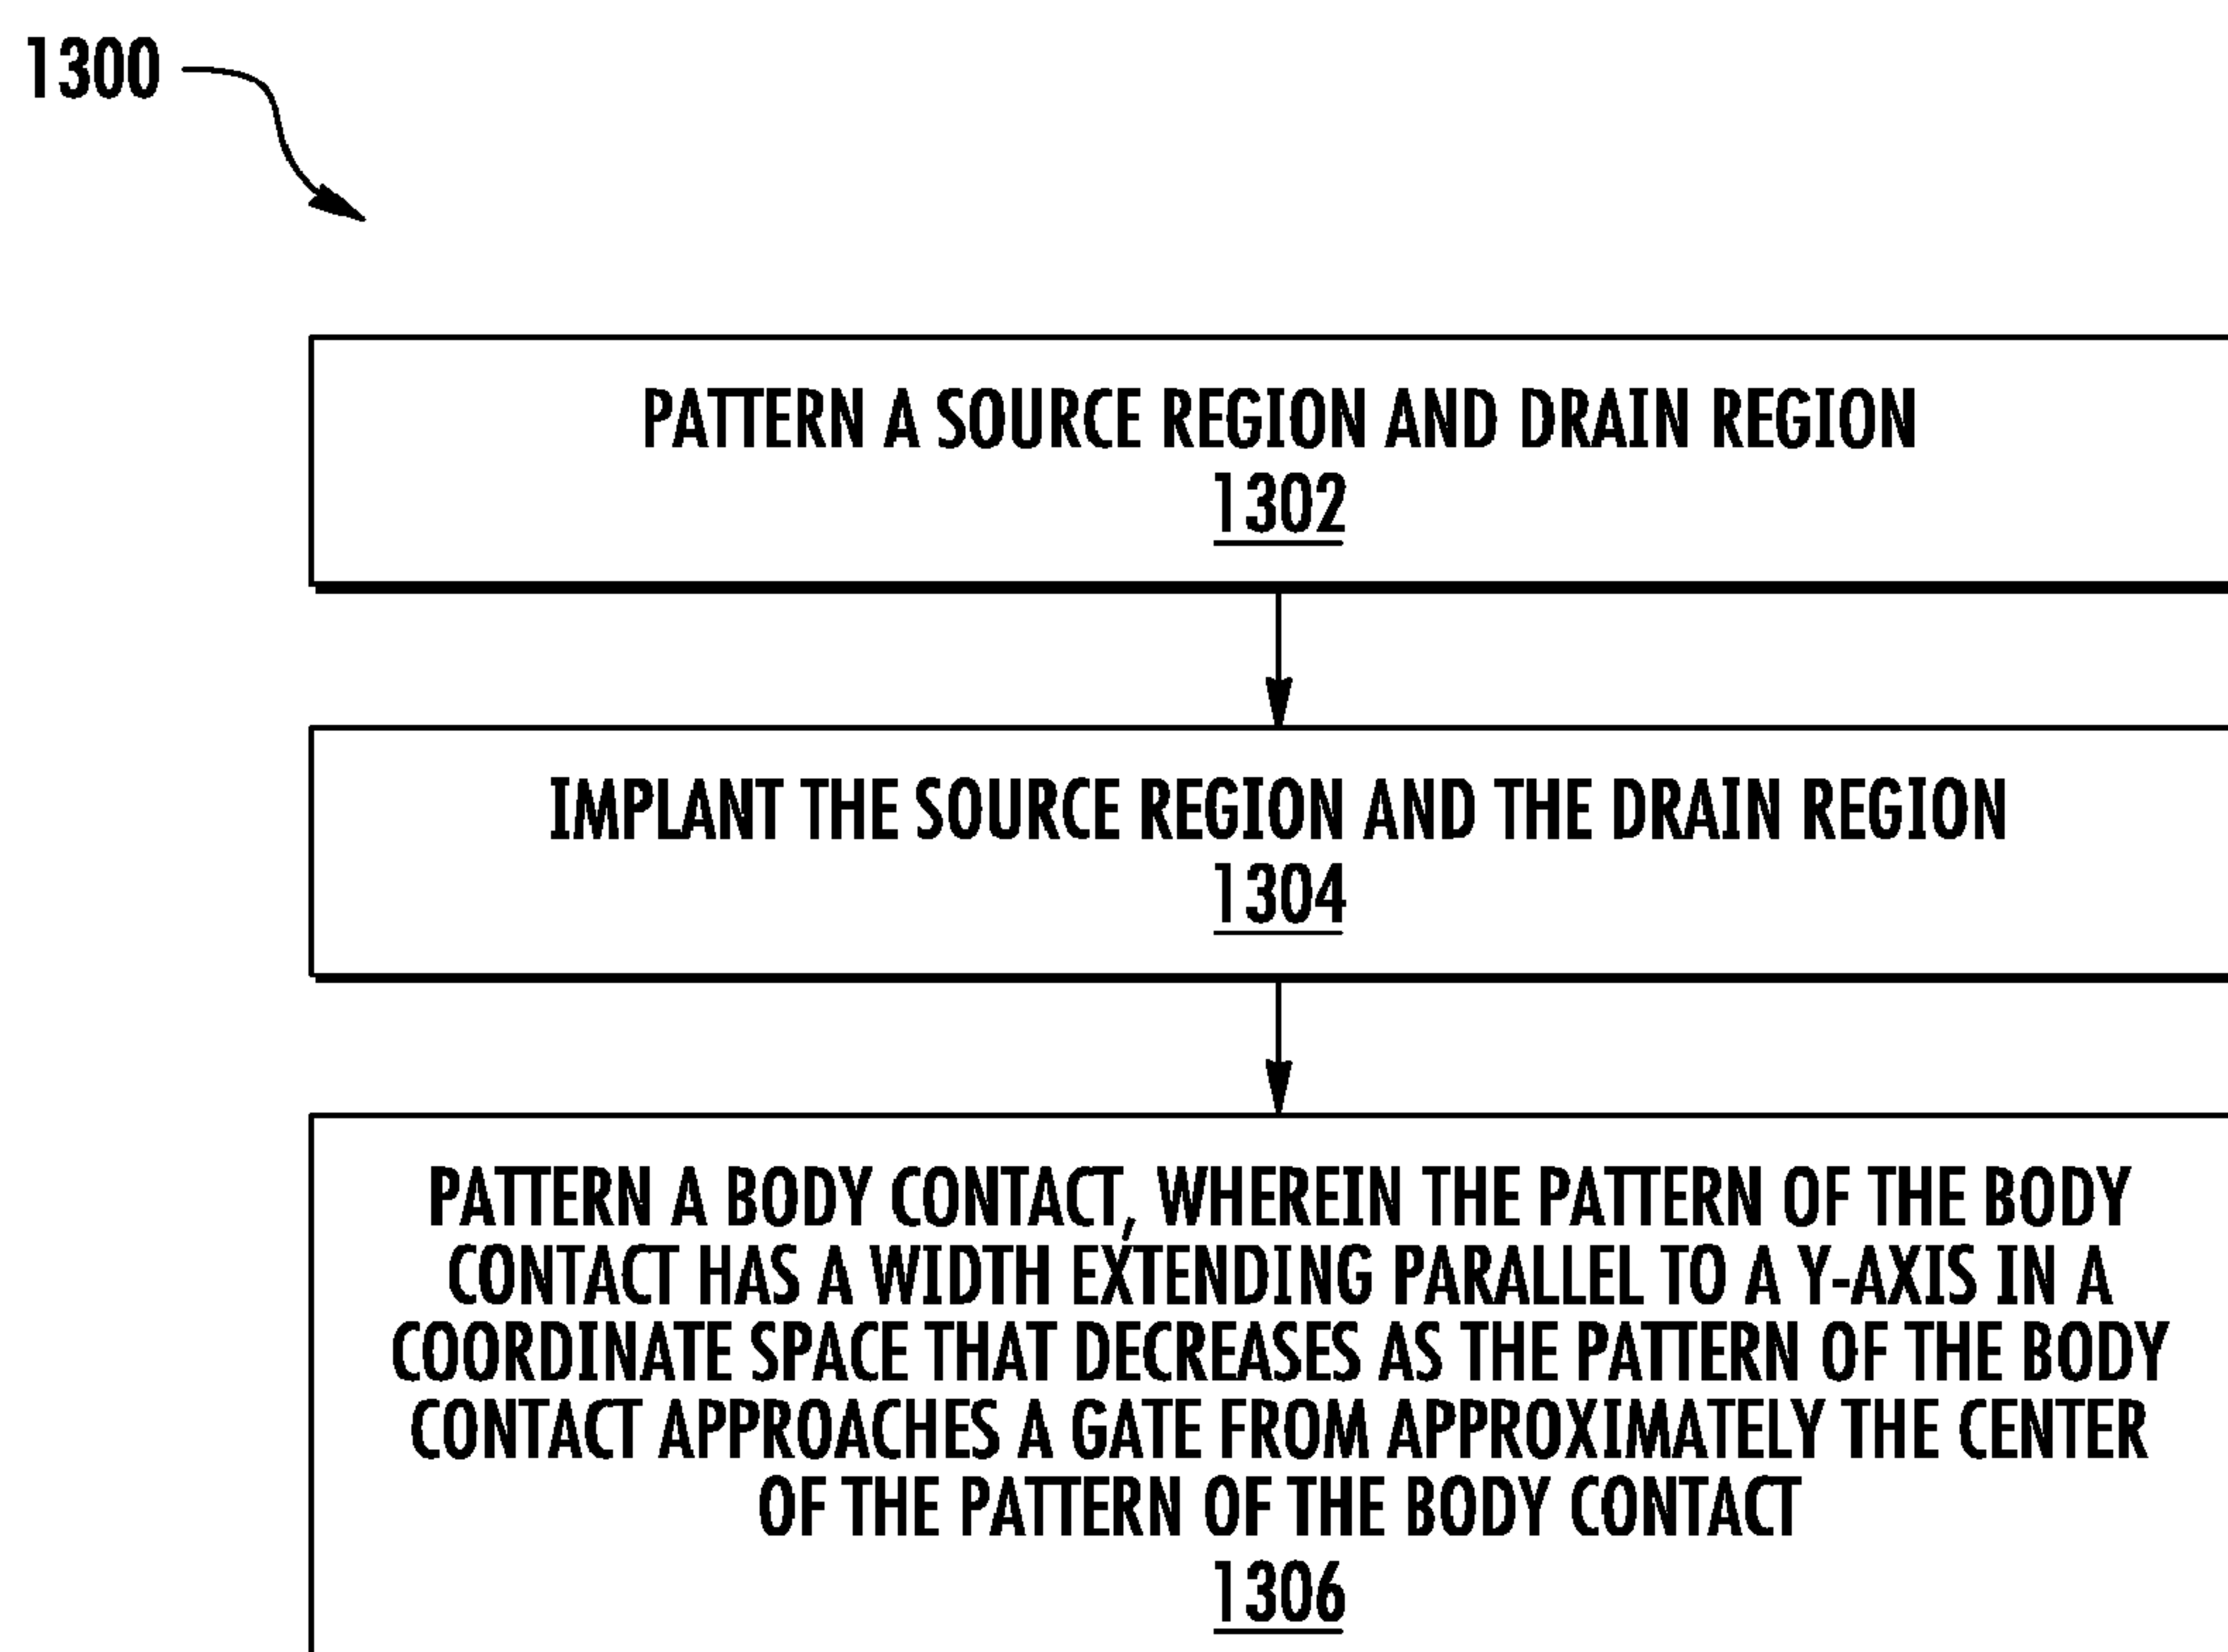 1300
PATTERN A SOURCE REGION AND DRAIN REGION
1302
IMPLANT THE SOURCE REGION AND THE DRAIN REGION
1304
PATTERN A BODY CONTACT, WHEREIN THE PATTERN OF THE BODY
CONTACT HAS A WIDTH EXTENDING PARALLEL TO A Y-AXIS IN A
COORDINATE SPACE THAT DECREASES AS THE PATTERN OF THE BODY
CONTACT APPROACHES A GATE FROM APPROXIMATELY THE CENTER
OF THE PATTERN OF THE BODY CONTACT
1306